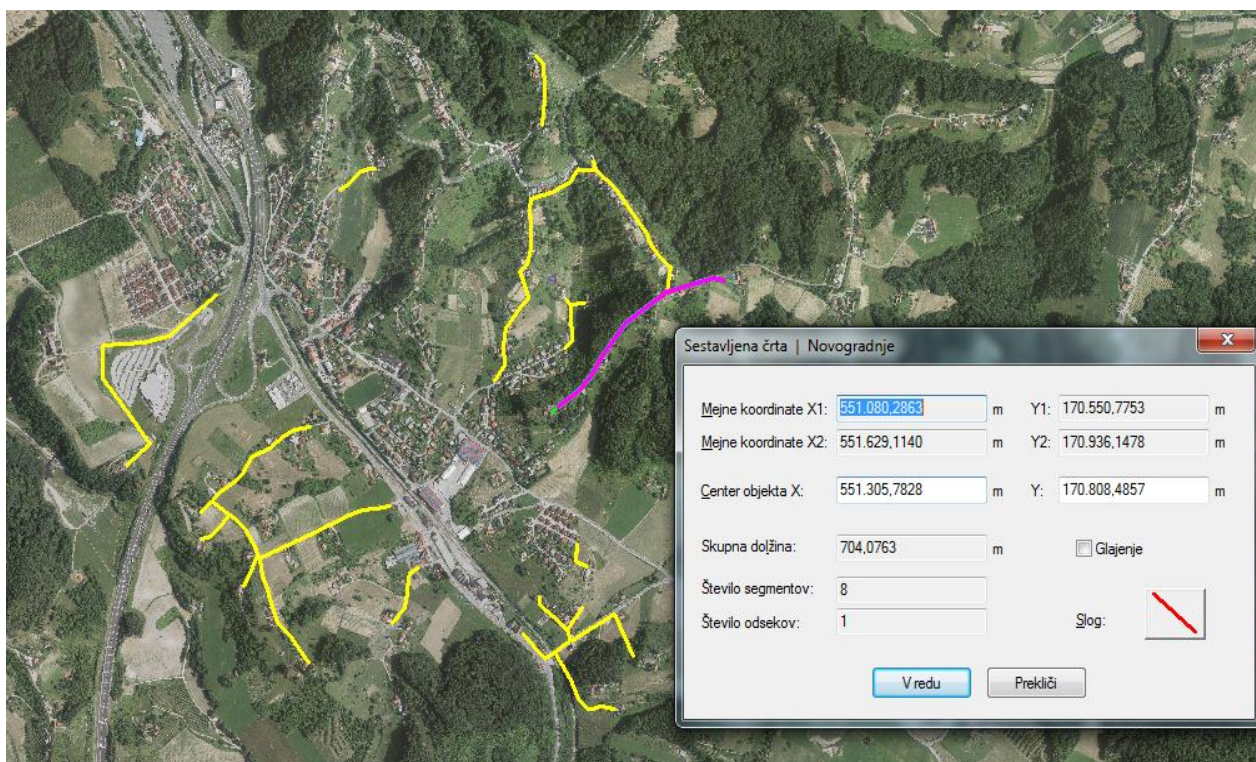 Sestavljena črta | Novogradnje
Mejne koordinate X1: 551.080,2863 m Y1: 170.550,7753 m
Mejne koordinate X2: 551.629,1140 m Y2: 170.936,1478 m
Center objekta X: 551.305,7828 m Y: 170.808,4857 m
Skupna dolžina: 704,0763 m Glajenje
Število segmentov: 8
Število odsekov: 1 Slog:
V redu Prekliči